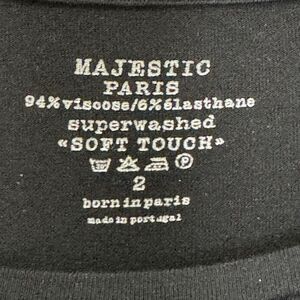 MAJESTIC
PARIS
94% viscose/6% élasthane
superwashed
«SOFT TOUCH»
2
born in paris
made in portugal